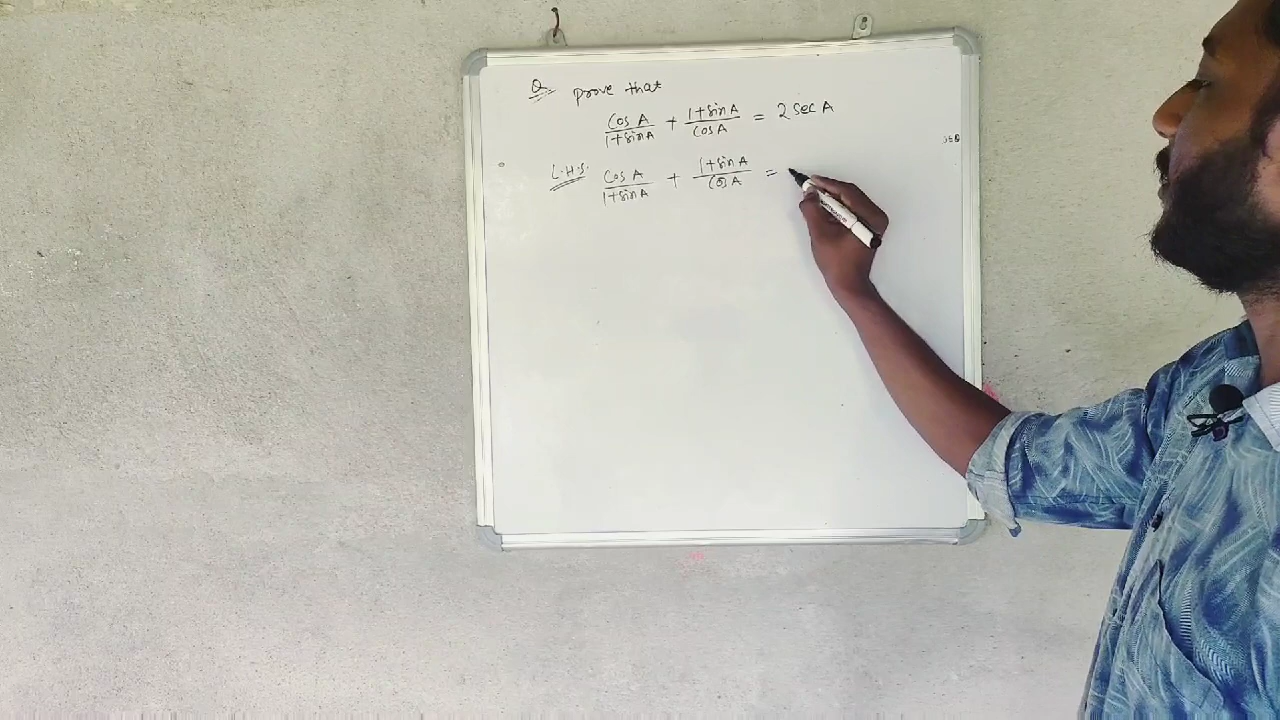 Q. prove that
cos A / 1+sin A + 1+sin A / cos A = 2 sec A
L.H.S. cos A / 1+sin A + 1+sin A / cos A =